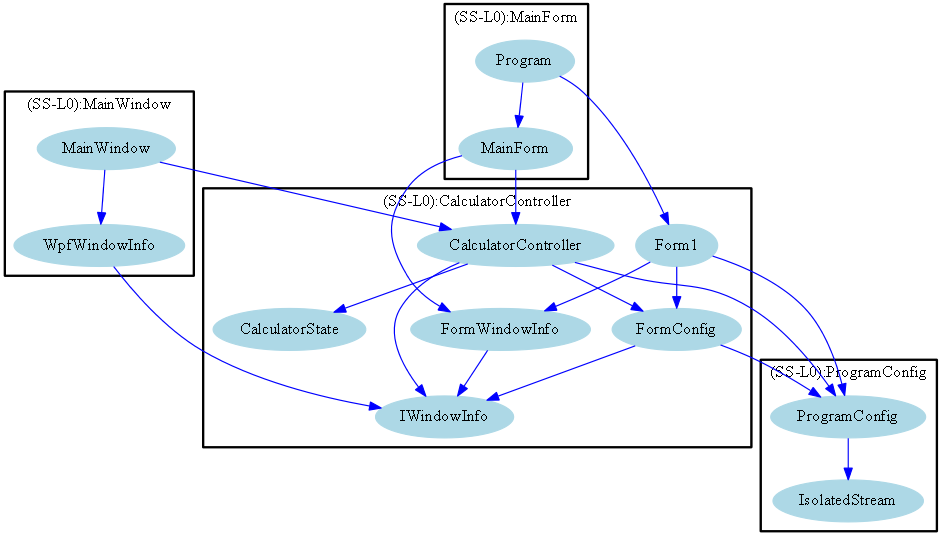 (SS-L0):MainForm
Program
(SS-L0):MainWindow
MainWindow
MainForm
(SS-L0):CalculatorController
WpfWindowInfo
CalculatorController
Form1
CalculatorState
FormWindowInfo
FormConfig
(SS-L0):ProgramConfig
IWindowInfo
ProgramConfig
IsolatedStream